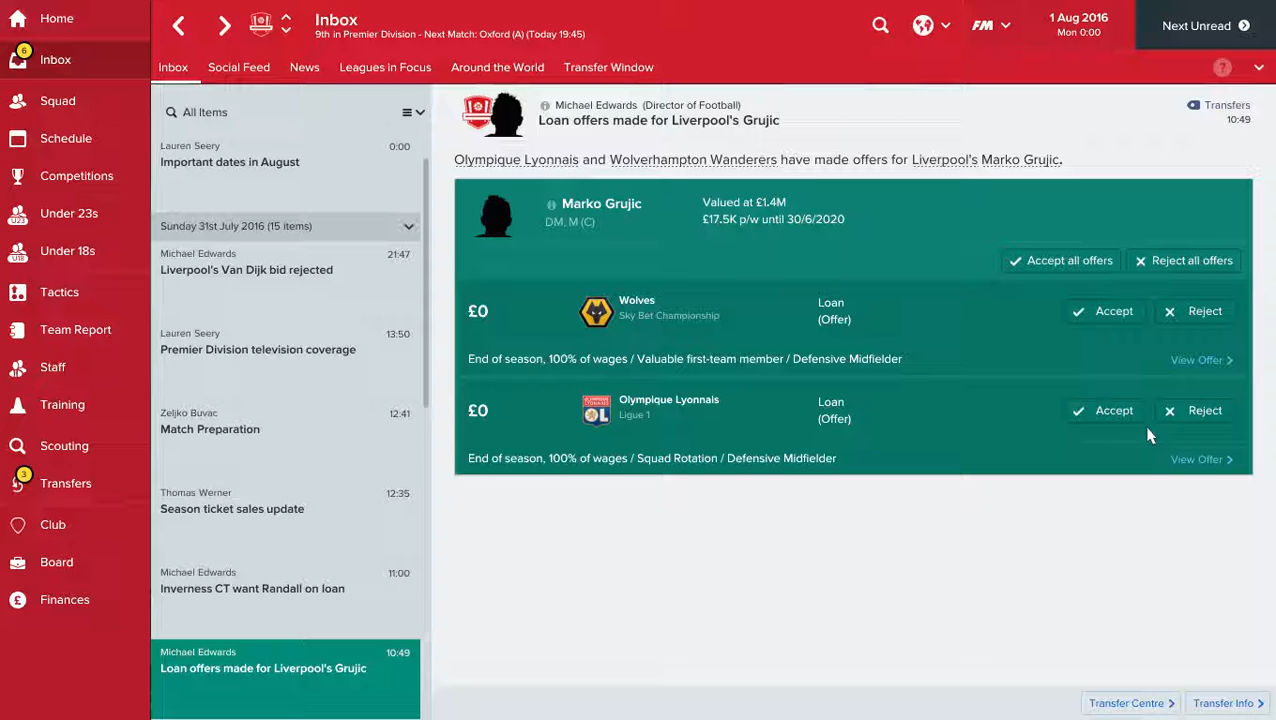 Home
6
Inbox
Squad
Schedule
Competitions
U23
Under 23s
U18
Under 18s
Tactics
Team Report
Staff
Training
Scouting
3
Transfers
Club
Board
Finances
Inbox
9th in Premier Division - Next Match: Oxford (A) (Today 19:45)
FM
1 Aug 2016
Mon 0:00
Next Unread
Inbox
Social Feed
News
Leagues in Focus
Around the World
Transfer Window
?
All Items
Lauren Seery 0:00
Important dates in August
Sunday 31st July 2016 (15 items)
Michael Edwards 21:47
Liverpool's Van Dijk bid rejected
Lauren Seery 13:50
Premier Division television coverage
Zeljko Buvac 12:41
Match Preparation
Thomas Werner 12:35
Season ticket sales update
Michael Edwards 11:00
Inverness CT want Randall on loan
Michael Edwards 10:49
Loan offers made for Liverpool's Grujic
Michael Edwards (Director of Football)
Loan offers made for Liverpool's Grujic
Transfers
10:49
Olympique Lyonnais and Wolverhampton Wanderers have made offers for Liverpool's Marko Grujic.
Marko Grujic
DM, M (C)
Valued at £1.4M
£17.5K p/w until 30/6/2020
Accept all offers
Reject all offers
£0
Wolves
Sky Bet Championship
Loan
(Offer)
Accept
Reject
End of season, 100% of wages / Valuable first-team member / Defensive Midfielder
View Offer
£0
Olympique Lyonnais
Ligue 1
OL
Loan
(Offer)
Accept
Reject
End of season, 100% of wages / Squad Rotation / Defensive Midfielder
View Offer
Transfer Centre
Transfer Info